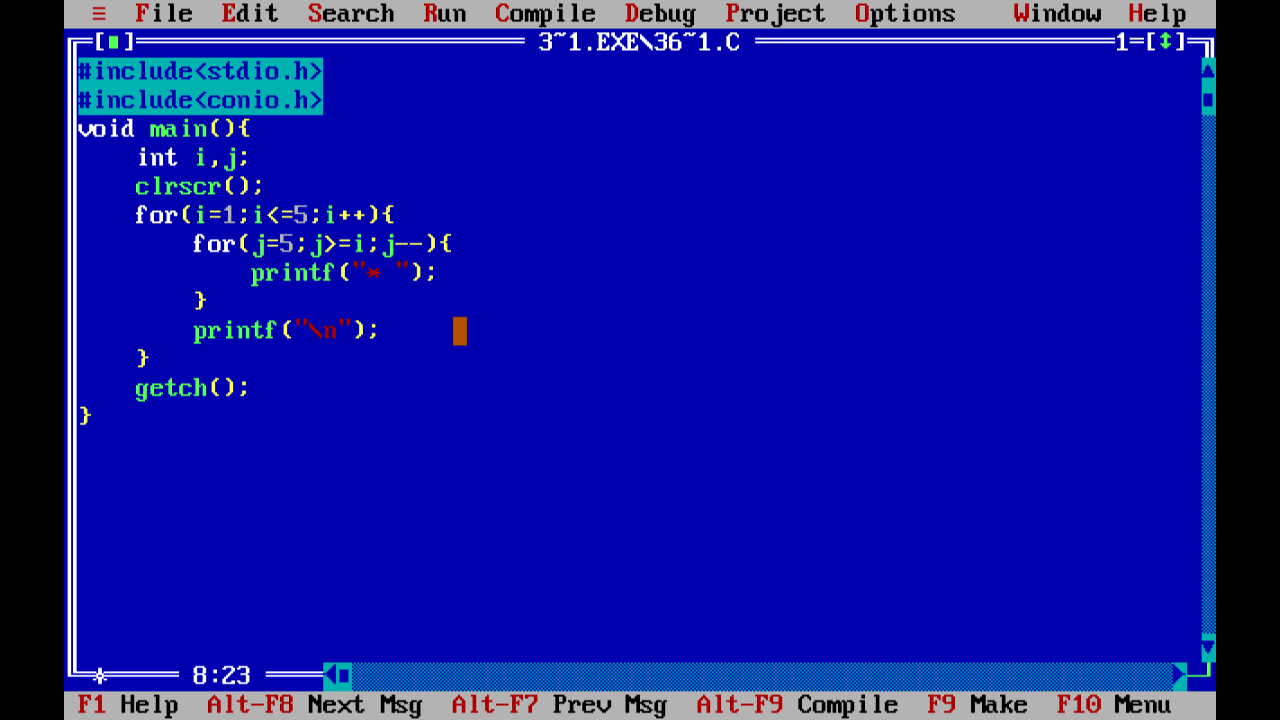 ≡ File Edit Search Run Compile Debug Project Options Window Help
[■] 3~1.EXE\36~1.C 1=[↕]
#include<stdio.h>
#include<conio.h>
void main(){
    int i,j;
    clrscr();
    for(i=1;i<=5;i++){
        for(j=5;j>=i;j--){
            printf("* ");
        }
        printf("\n");
    }
    getch();
}
* 8:23
F1 Help Alt-F8 Next Msg Alt-F7 Prev Msg Alt-F9 Compile F9 Make F10 Menu